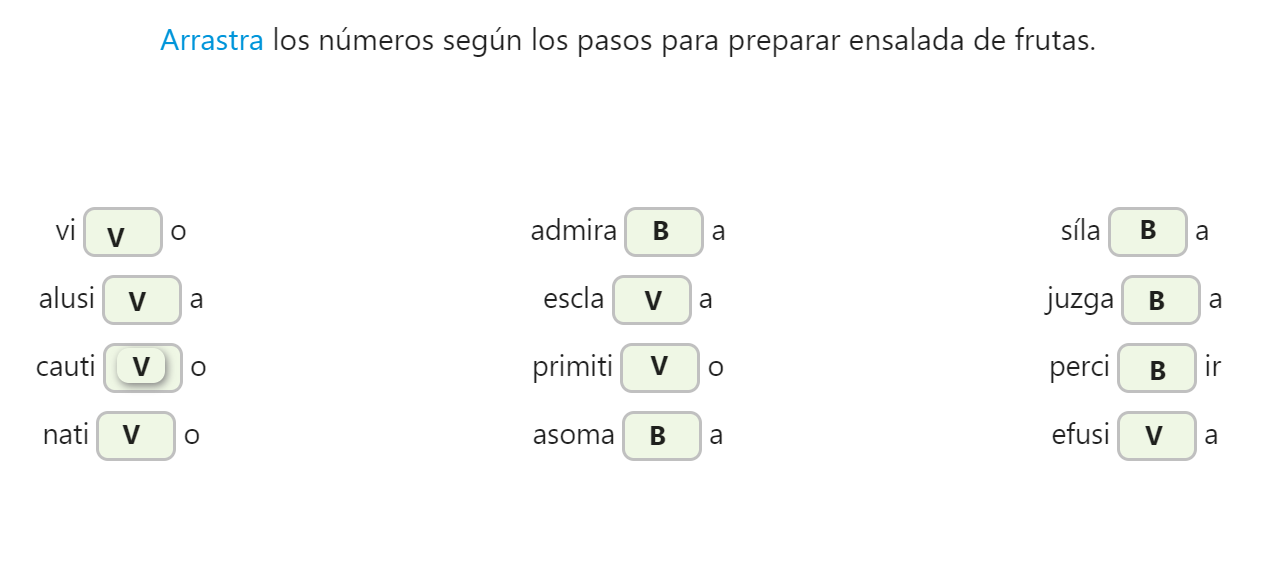 Arrastra los números según los pasos para preparar ensalada de frutas.
vi V o admira B a síla B a
alusi V a escla V a juzga B a
cauti V o primiti V o perci B ir
nati V o asoma B a efusi V a